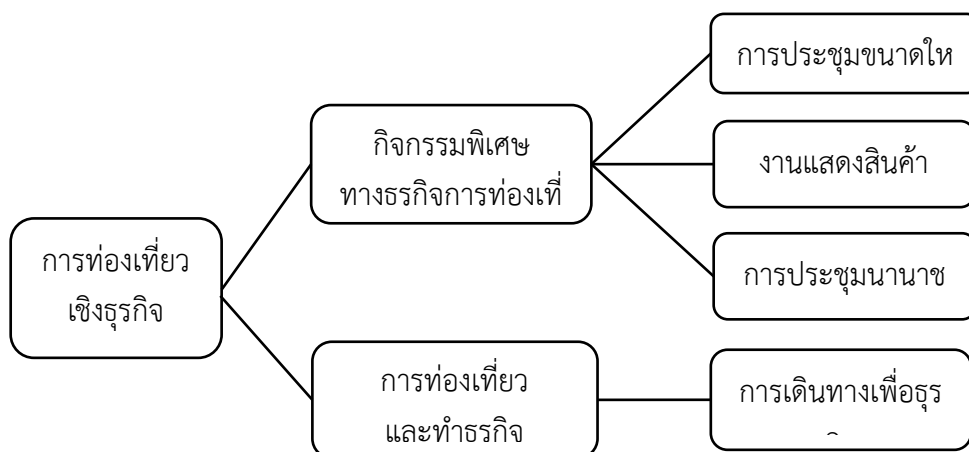 การประชุมขนาดให
กิจกรรมพิเศษ
ทางธรกิจการท่องเที่
งานแสดงสินค้า
การท่องเที่ยว
เชิงธุรกิจ
การประชุมนานาช
การท่องเที่ยว
และทำธรกิจ
การเดินทางเพื่อธุร